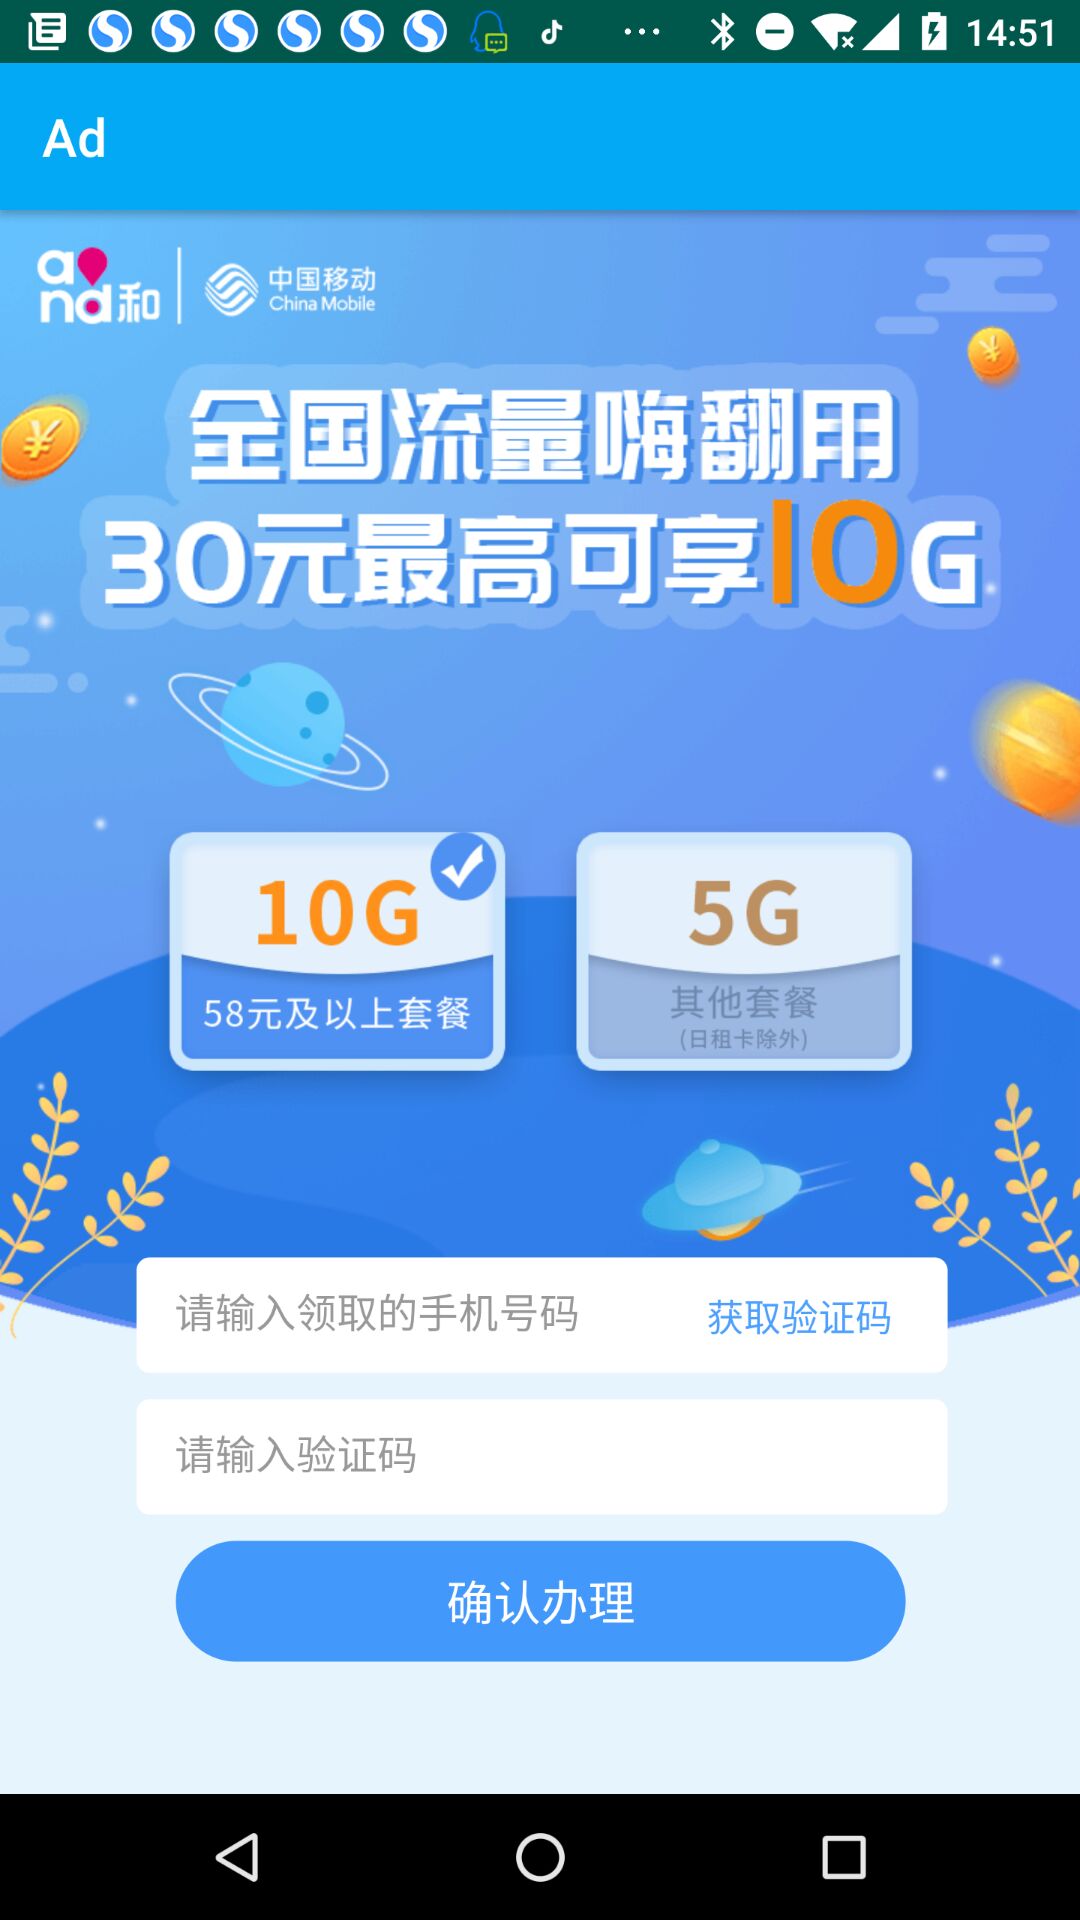 14:51
Ad
and和
中国移动
China Mobile
全国流量嗨翻用
30元最高可享10G
10G
58元及以上套餐
5G
其他套餐
(日租卡除外)
请输入领取的手机号码
获取验证码
请输入验证码
确认办理